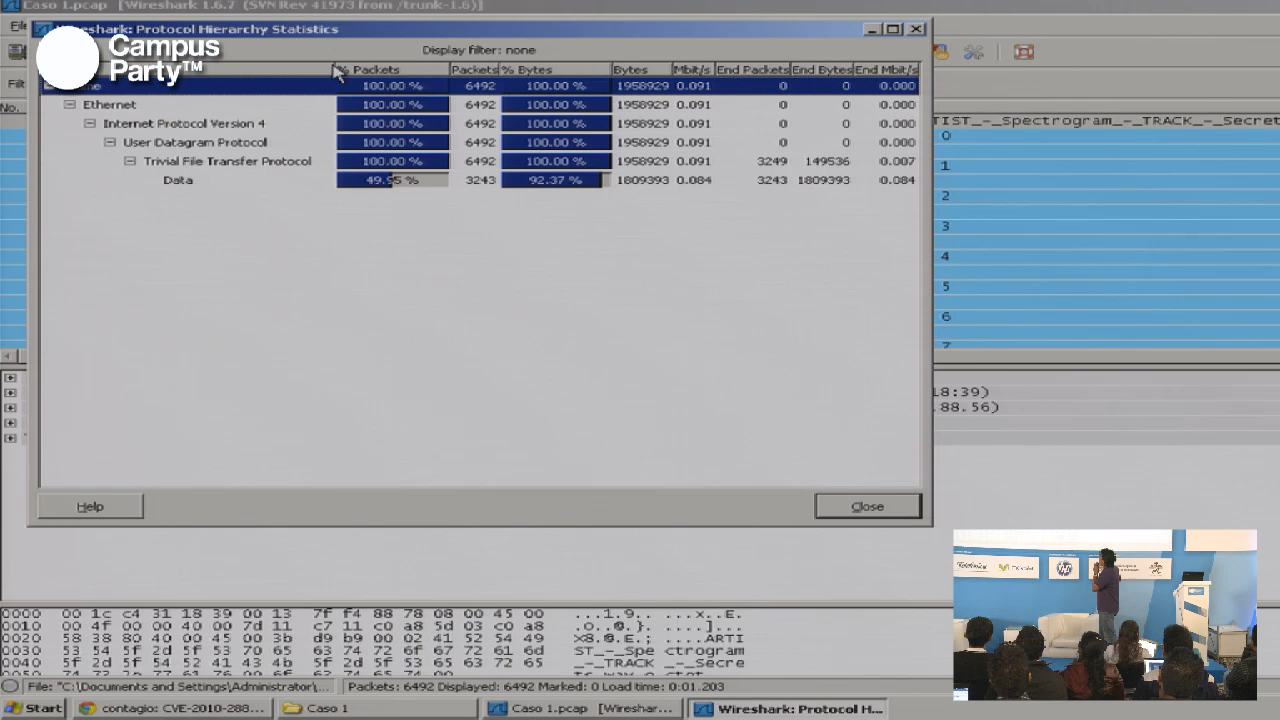 Caso 1.pcap [Wireshark 1.6.7 (SVN Rev 41973 from /trunk-1.6)]
Wireshark: Protocol Hierarchy Statistics
Campus
Party™
Display filter: none
% Packets Packets % Bytes Bytes Mbit/s End Packets End Bytes End Mbit/s
100.00 % 6492 100.00 % 1958929 0.091 0 0 0.000
Ethernet 100.00 % 6492 100.00 % 1958929 0.091 0 0 0.000
Internet Protocol Version 4 100.00 % 6492 100.00 % 1958929 0.091 0 0 0.000
User Datagram Protocol 100.00 % 6492 100.00 % 1958929 0.091 0 0 0.000
Trivial File Transfer Protocol 100.00 % 6492 100.00 % 1958929 0.091 3249 149536 0.007
Data 49.95 % 3243 92.37 % 1809393 0.084 3243 1809393 0.084
Help Close
No.
TIST_-_Spectrogram_-_TRACK_-_Secret
0
1
2
3
4
5
6
7
18:39)
.88.56)
0000 00 1c c4 31 18 39 00 13 7f f4 88 78 08 00 45 00 ...1.9.. ...x..E.
0010 00 4f 00 00 40 00 7d 11 c7 11 c0 a8 5d 03 c0 a8 .O..@.}. ....]...
0020 58 38 80 40 00 45 00 3b d9 b9 00 02 41 52 54 49 X8.@.E.; ....ARTI
0030 53 54 5f 2d 5f 53 70 65 63 74 72 6f 67 72 61 6d ST_-_Spe ctrogram
0040 5f 2d 5f 54 52 41 43 4b 5f 2d 5f 53 65 63 72 65 _-_TRACK _-_Secre
File: "C:\Documents and Settings\Administrator\... Packets: 6492 Displayed: 6492 Marked: 0 Load time: 0:01.203
Start contagio: CVE-2010-288... Caso 1 Caso 1.pcap [Wireshar... Wireshark: Protocol H...
Telefónica movistar hp